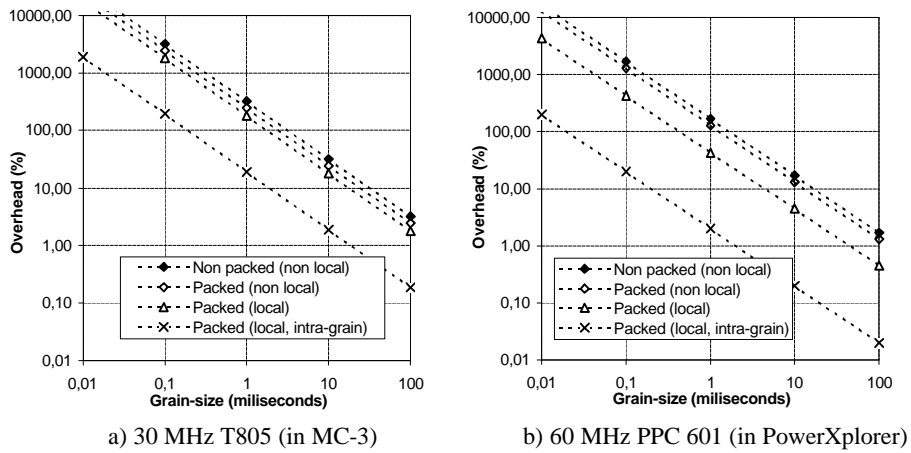 10000,00
1000,00
100,00
10,00
1,00
0,10
0,01
Overhead (%)
Non packed (non local)
Packed (non local)
Packed (local)
Packed (local, intra-grain)
0,01 0,1 1 10 100
Grain-size (miliseconds)
a) 30 MHz T805 (in MC-3)
10000,00
1000,00
100,00
10,00
1,00
0,10
0,01
Overhead (%)
Non packed (non local)
Packed (non local)
Packed (local)
Packed (local, intra-grain)
0,01 0,1 1 10 100
Grain-size (miliseconds)
b) 60 MHz PPC 601 (in PowerXplorer)